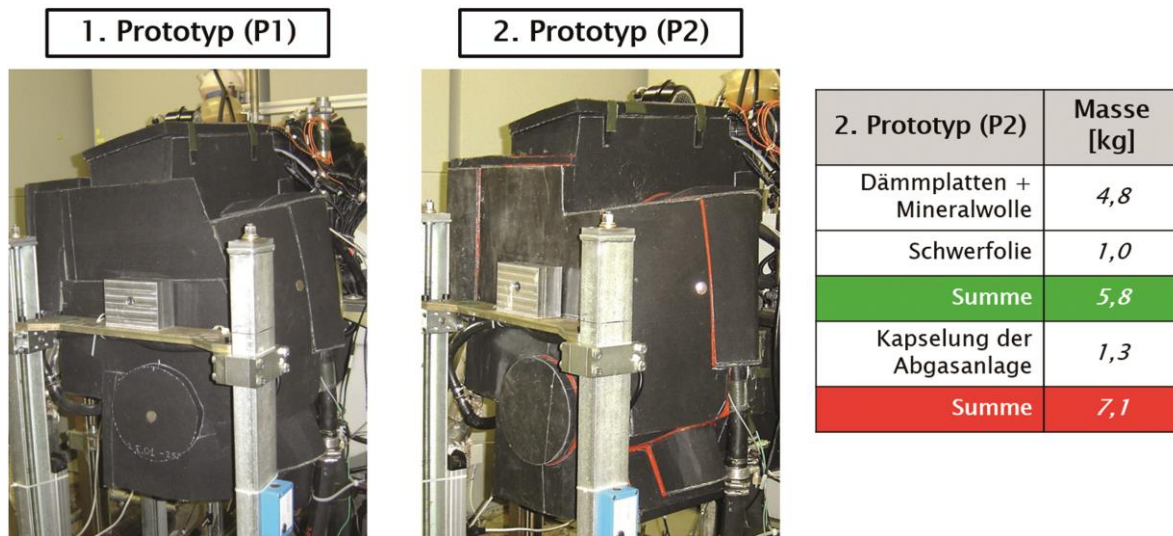 1. Prototyp (P1)
2. Prototyp (P2)
2. Prototyp (P2)
Masse
[kg]
Dämmplatten +
Mineralwolle
4,8
Schwerfolie
1,0
Summe
5,8
Kapselung der
Abgasanlage
1,3
Summe
7,1